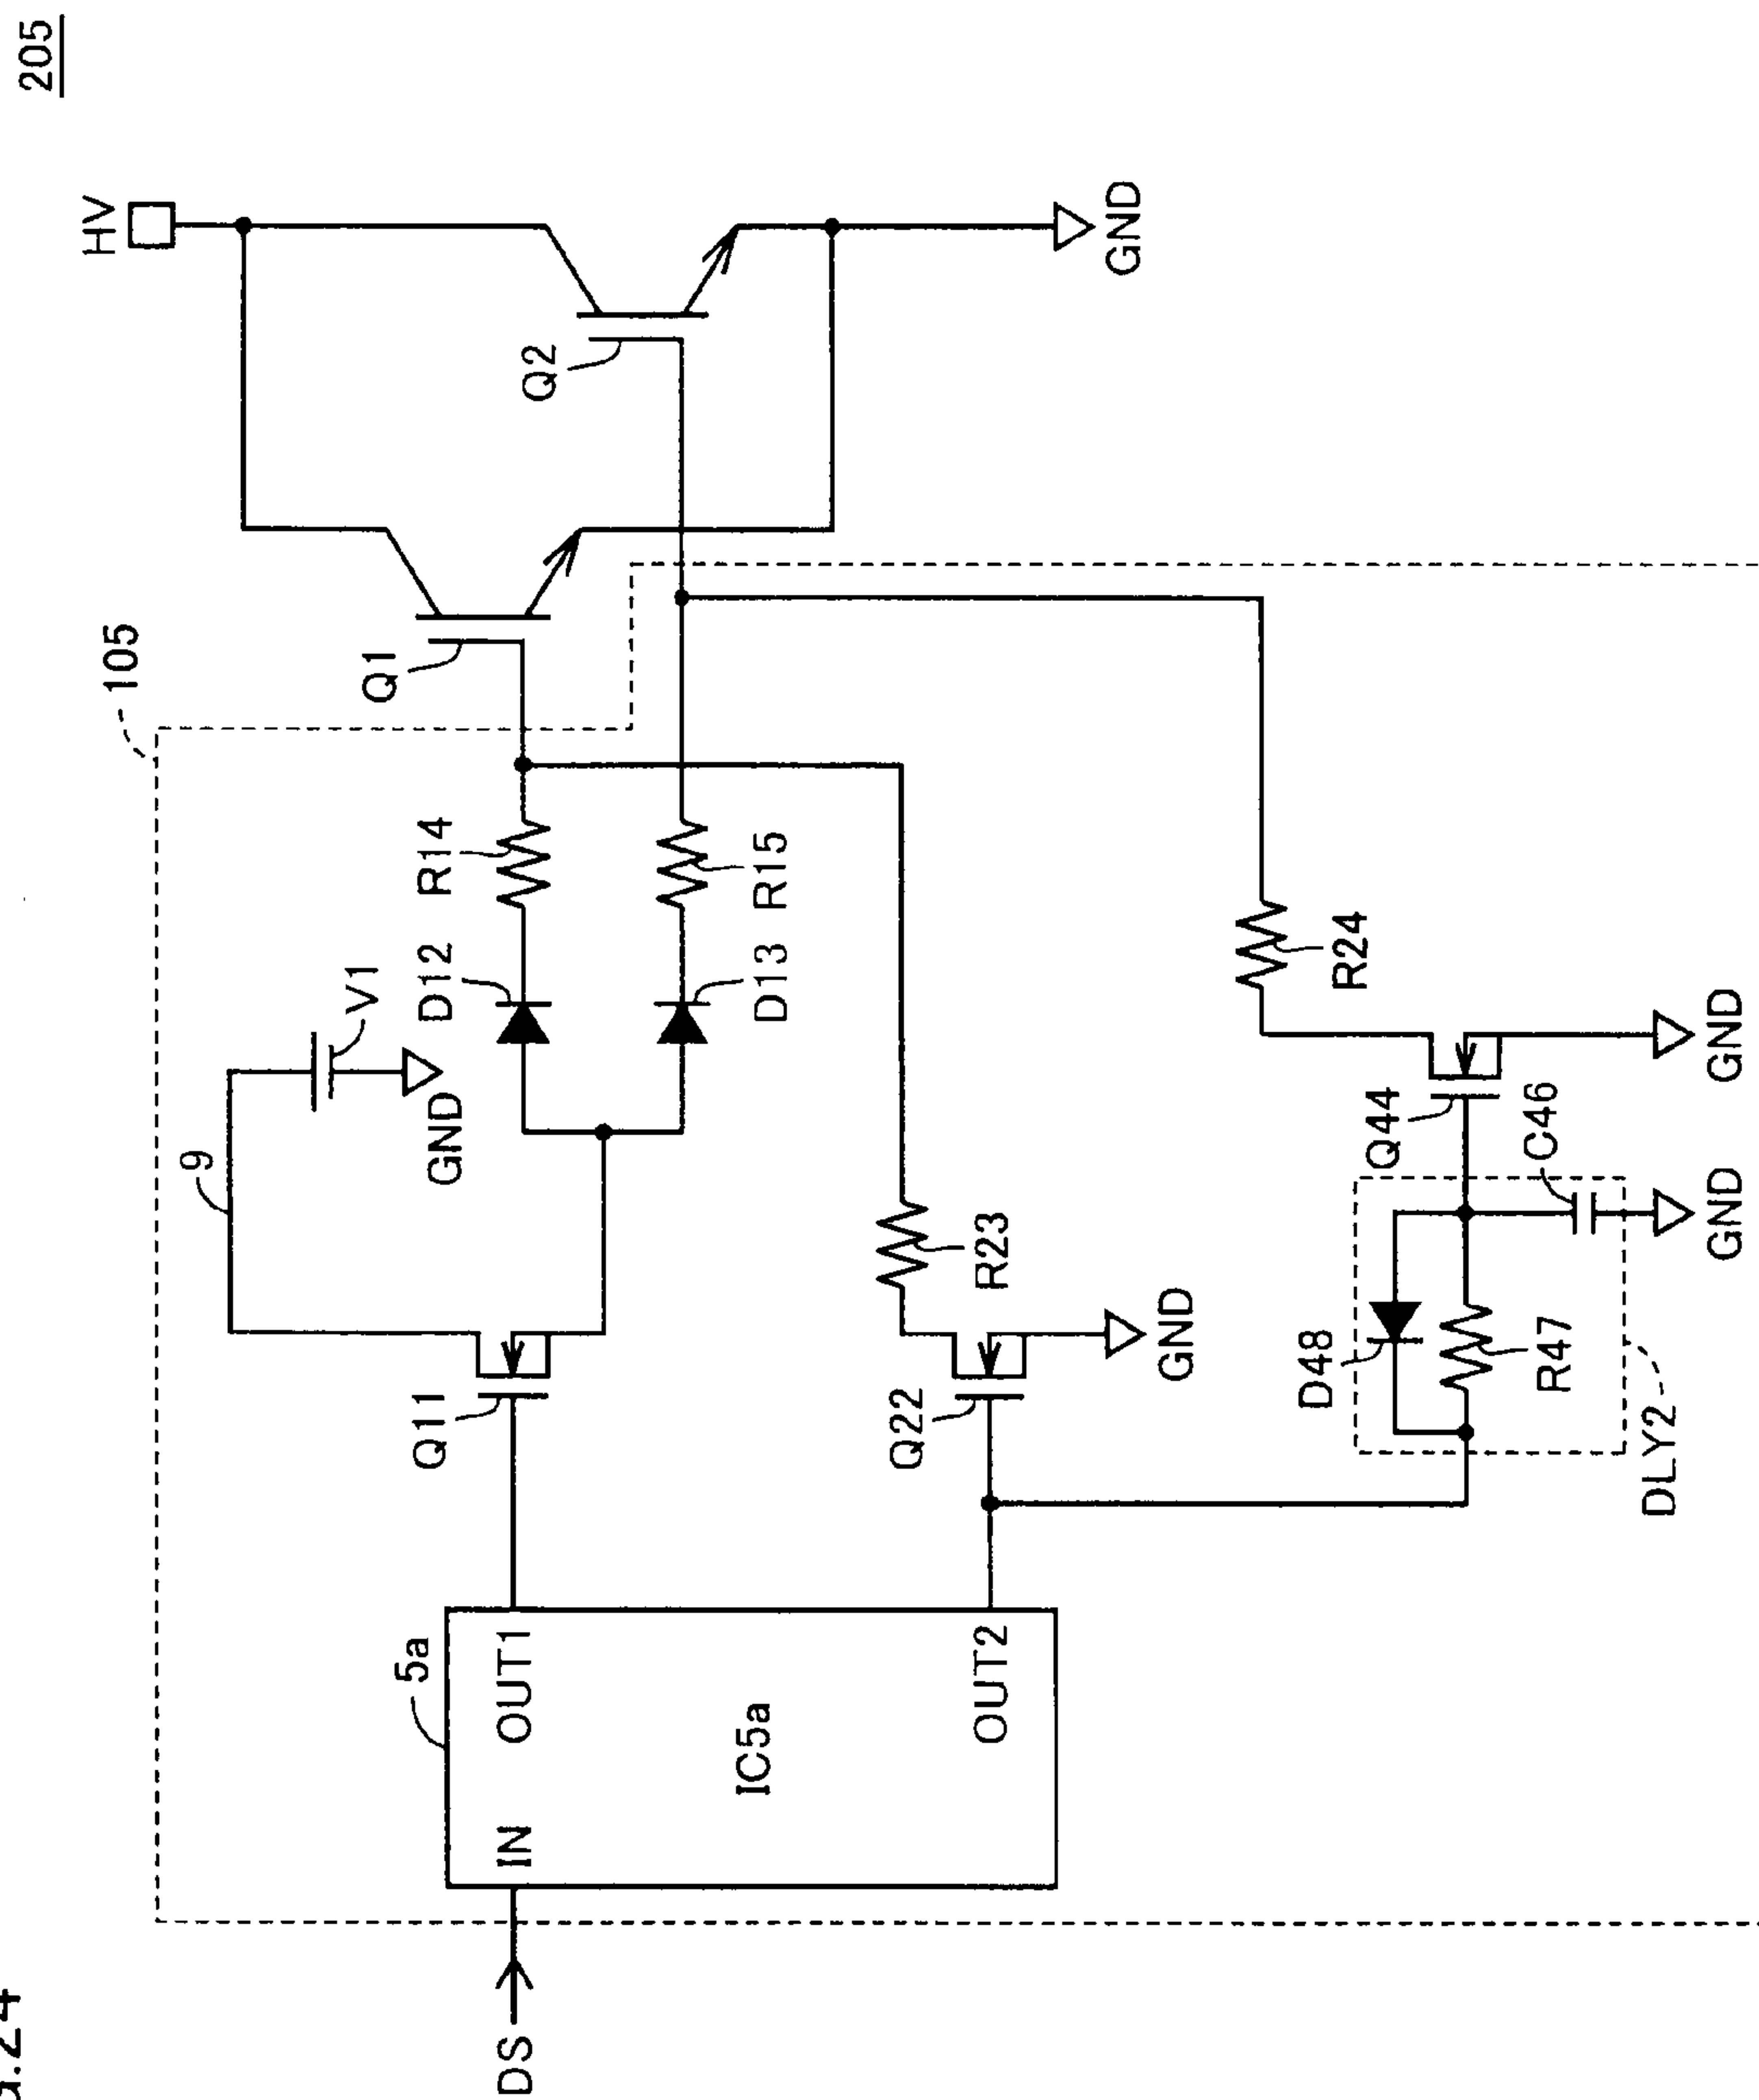 G.24
205
HV
105
9
V1
GND
D12
R14
Q1
Q2
GND
D13
R15
5a
IN
OUT1
OUT2
IC5a
DS
Q11
Q22
R23
GND
R24
Q44
GND
D48
R47
C46
GND
DLY2